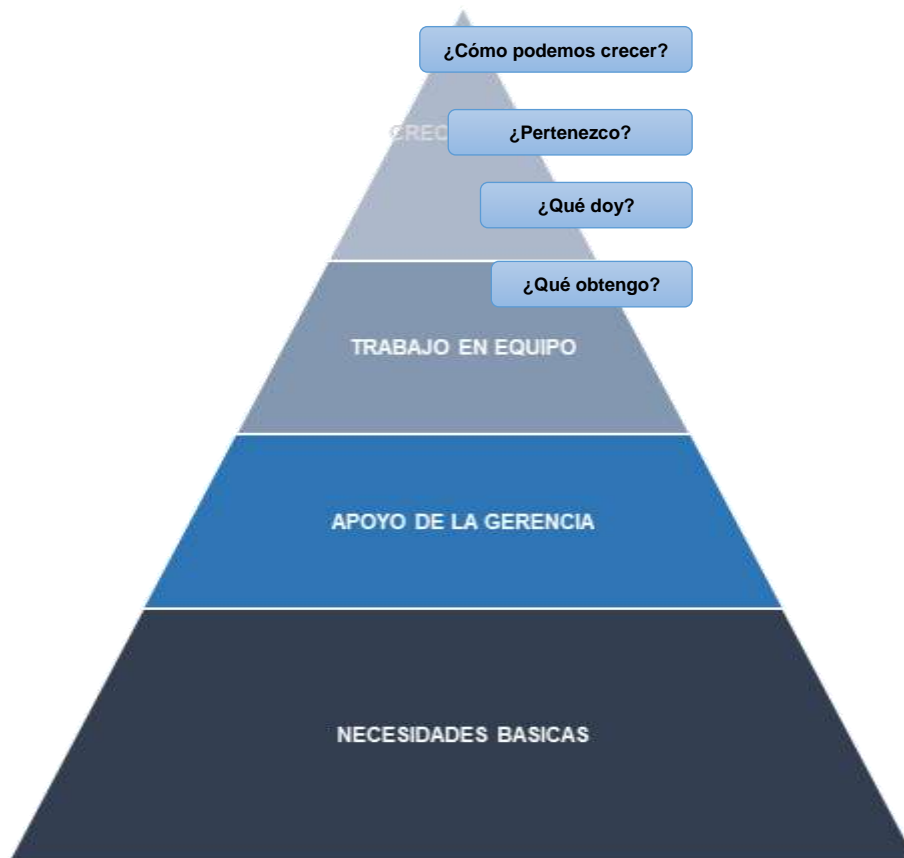 ¿Cómo podemos crecer?
¿Pertenezco?
¿Qué doy?
¿Qué obtengo?
TRABAJO EN EQUIPO
APOYO DE LA GERENCIA
NECESIDADES BASICAS